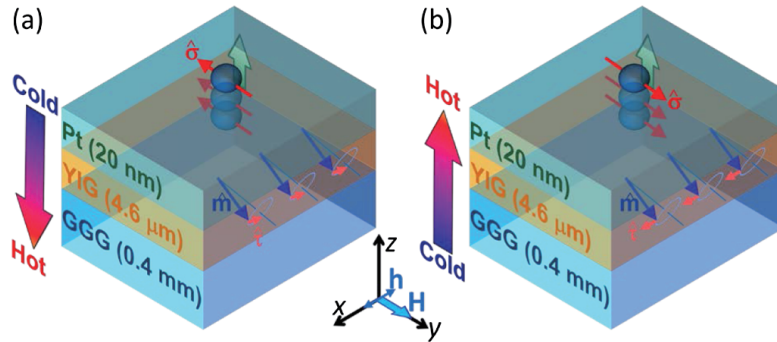 (a)
σ̂
Cold
Pt (20 nm)
YIG (4.6 μm)
GGG (0.4 mm)
Hot
m̂
τ̂
z
h
x
H
y
(b)
σ̂
Hot
Pt (20 nm)
YIG (4.6 μm)
GGG (0.4 mm)
Cold
m̂
τ̂